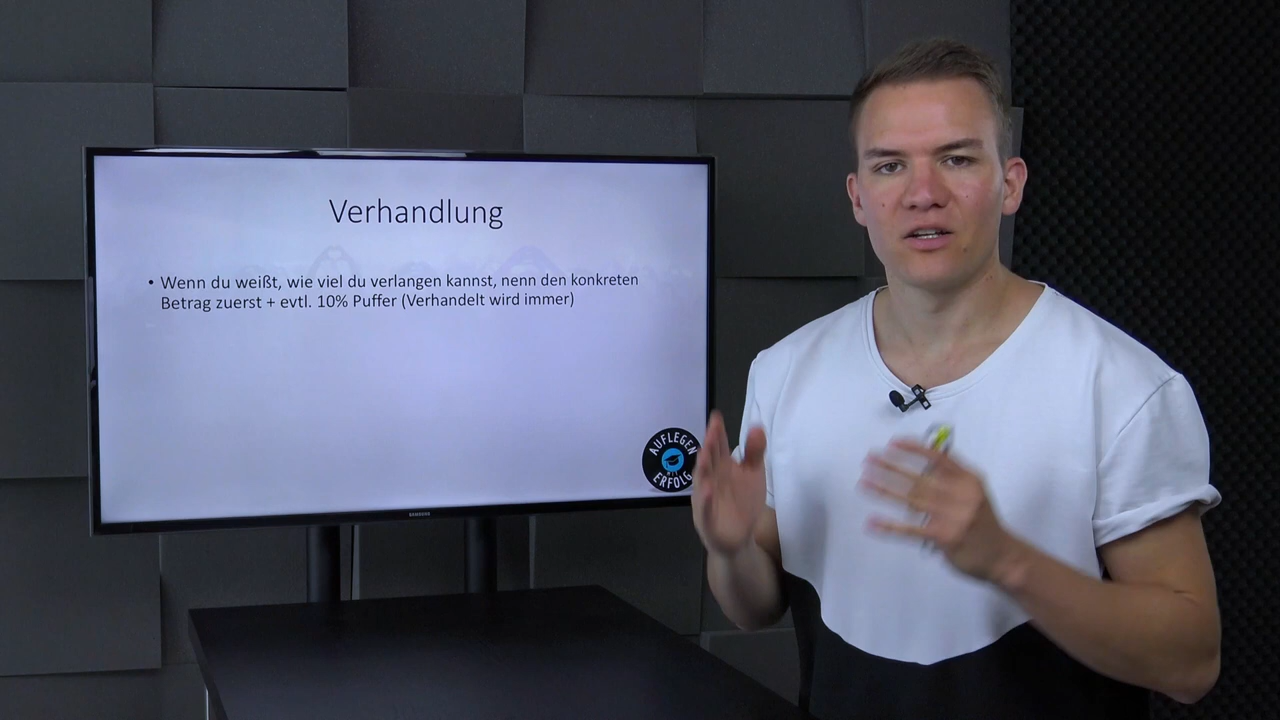 Verhandlung
• Wenn du weißt, wie viel du verlangen kannst, nenn den konkreten
Betrag zuerst + evtl. 10% Puffer (Verhandelt wird immer)
AUFLEGEN
MIT
ERFOLG
SAMSUNG